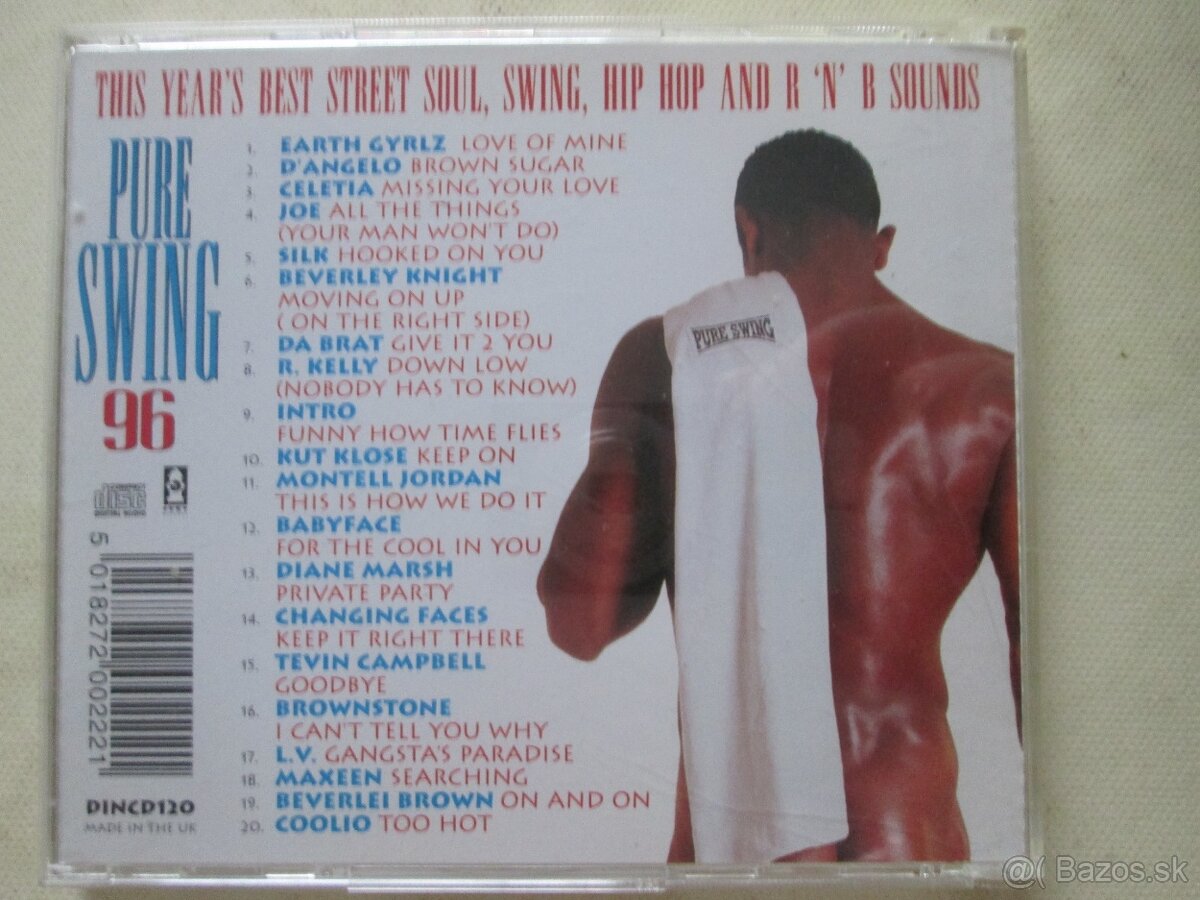 THIS YEAR'S BEST STREET SOUL, SWING, HIP HOP AND R 'N' B SOUNDS
PURE
SWING
96
1. EARTH GYRLZ LOVE OF MINE
2. D'ANGELO BROWN SUGAR
3. CELETIA MISSING YOUR LOVE
4. JOE ALL THE THINGS
(YOUR MAN WON'T DO)
5. SILK HOOKED ON YOU
6. BEVERLEY KNIGHT
MOVING ON UP
( ON THE RIGHT SIDE)
7. DA BRAT GIVE IT 2 YOU
8. R. KELLY DOWN LOW
(NOBODY HAS TO KNOW)
9. INTRO
FUNNY HOW TIME FLIES
10. KUT KLOSE KEEP ON
11. MONTELL JORDAN
THIS IS HOW WE DO IT
12. BABYFACE
FOR THE COOL IN YOU
13. DIANE MARSH
PRIVATE PARTY
14. CHANGING FACES
KEEP IT RIGHT THERE
15. TEVIN CAMPBELL
GOODBYE
16. BROWNSTONE
I CAN'T TELL YOU WHY
17. L.V. GANGSTA'S PARADISE
18. MAXEEN SEARCHING
19. BEVERLEI BROWN ON AND ON
20. COOLIO TOO HOT
PURE SWING
disc
DIGITAL AUDIO
5 018272 002221
DINCD120
MADE IN THE UK
@( Bazos.sk